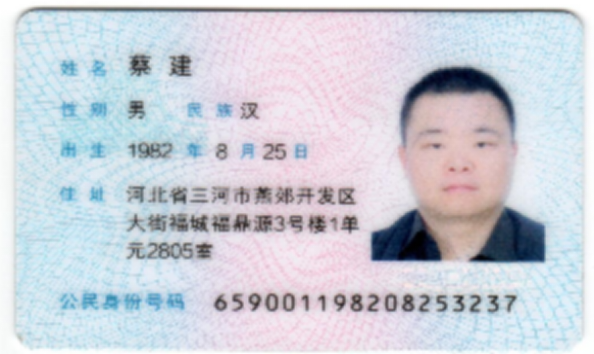 姓名 蔡建
性别 男 民族 汉
出生 1982 年 8 月 25 日
住址 河北省三河市燕郊开发区
大街福城福鼎源3号楼1单
元2805室
公民身份号码 659001198208253237